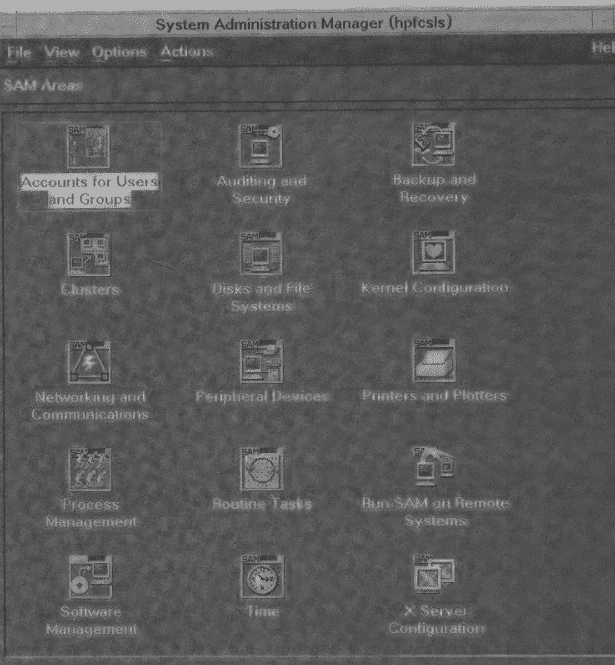 System Administration Manager (hpfcsls)
File View Options Actions Hel
SAM Areas
Accounts for Users
and Groups
Auditing and
Security
Backup and
Recovery
Clusters
Disks and File
Systems
Kernel Configuration
Networking and
Communications
Peripheral Devices
Printers and Plotters
Process
Management
Routine Tasks
Run SAM on Remote
Systems
Software
Management
Time
X Server
Configuration